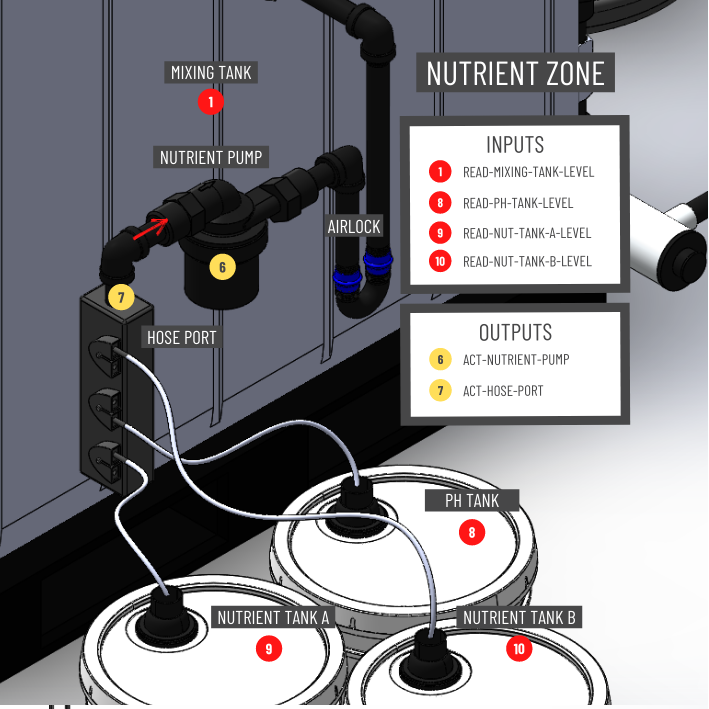 NUTRIENT ZONE
MIXING TANK
1
NUTRIENT PUMP
6
AIRLOCK
7
HOSE PORT
INPUTS
1 READ-MIXING-TANK-LEVEL
8 READ-PH-TANK-LEVEL
9 READ-NUT-TANK-A-LEVEL
10 READ-NUT-TANK-B-LEVEL
OUTPUTS
6 ACT-NUTRIENT-PUMP
7 ACT-HOSE-PORT
PH TANK
8
NUTRIENT TANK A
9
NUTRIENT TANK B
10